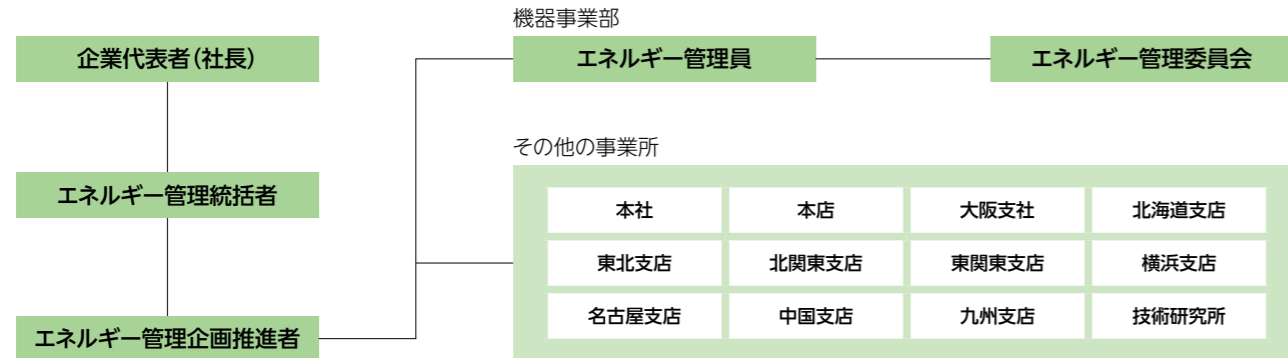 企業代表者(社長)
エネルギー管理統括者
エネルギー管理企画推進者
機器事業部
エネルギー管理員
エネルギー管理委員会
その他の事業所
本社
本店
大阪支社
北海道支店
東北支店
北関東支店
東関東支店
横浜支店
名古屋支店
中国支店
九州支店
技術研究所